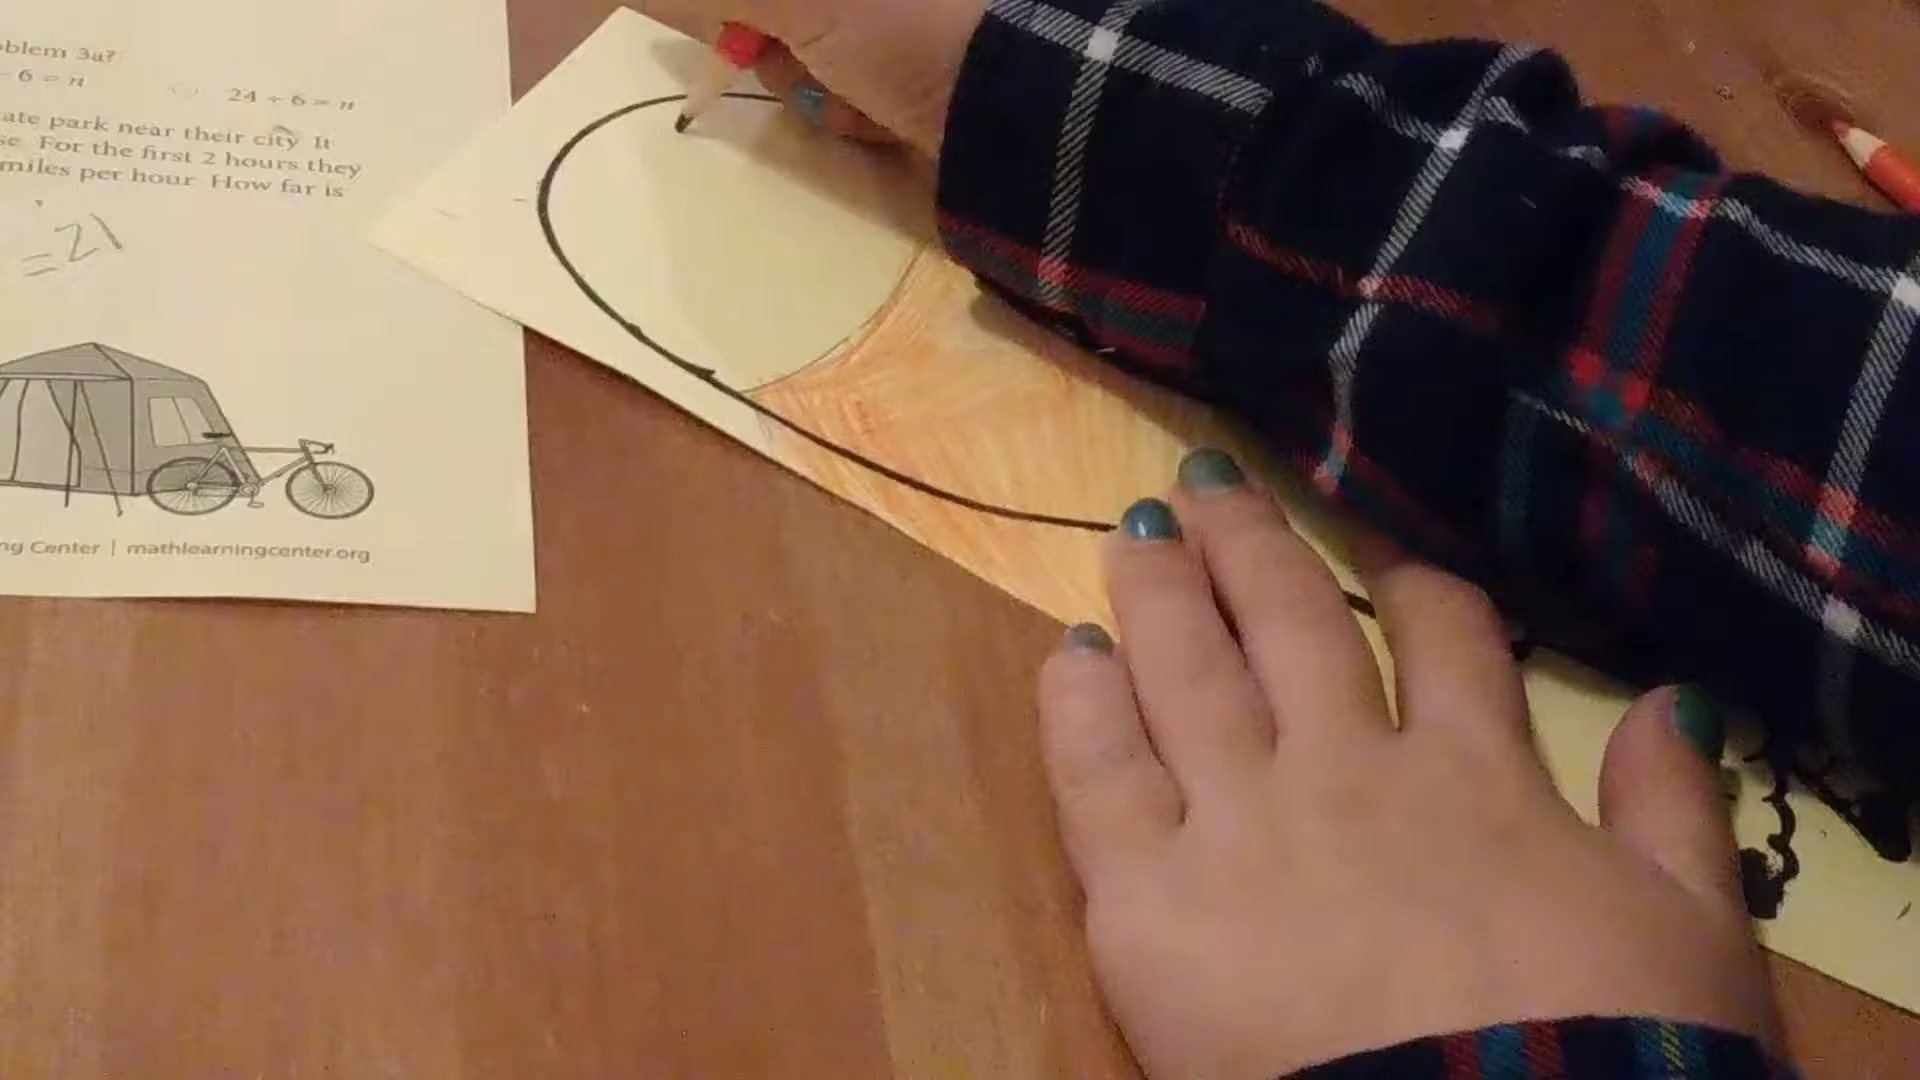 oblem 3a?
- 6 = n 24 ÷ 6 = n
ate park near their city It
se. For the first 2 hours they
miles per hour. How far is
=21
ng Center | mathlearningcenter.org